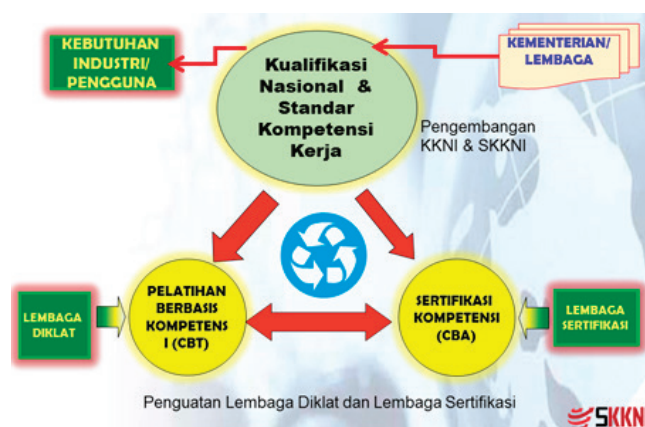 KEBUTUHAN
INDUSTRI/
PENGGUNA
Kualifikasi
Nasional &
Standar
Kompetensi
Kerja
KEMENTERIAN/
LEMBAGA
Pengembangan
KKNI & SKKNI
LEMBAGA
DIKLAT
PELATIHAN
BERBASIS
KOMPETENS
I (CBT)
SERTIFIKASI
KOMPETENSI
(CBA)
LEMBAGA
SERTIFIKASI
Penguatan Lembaga Diklat dan Lembaga Sertifikasi
SKKN